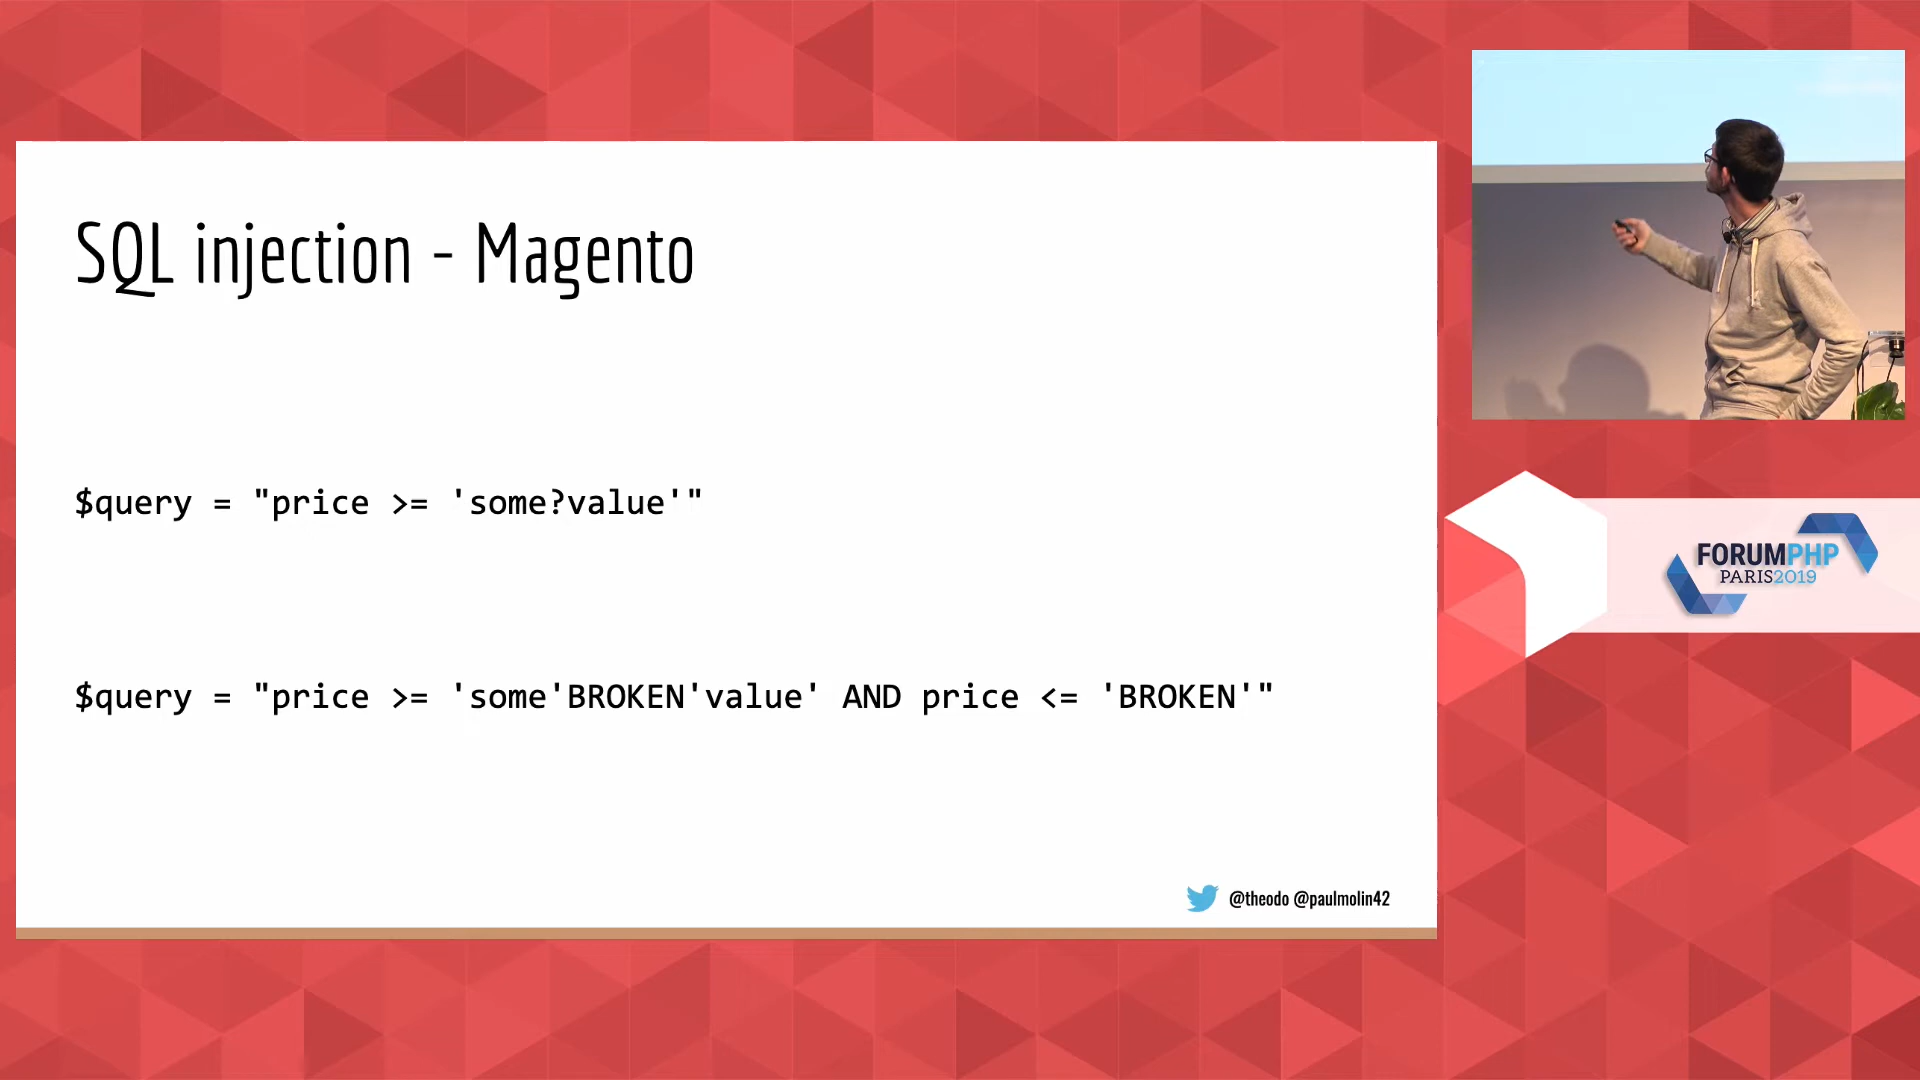 SQL injection - Magento
$query = "price >= 'some?value'"
$query = "price >= 'some'BROKEN'value' AND price <= 'BROKEN'"
@theodo @paulmolin42
FORUMPHP
PARIS2019